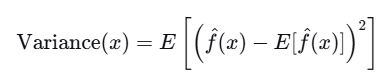 Variance(x) = E[(f̂(x) − E[f̂(x)])²]